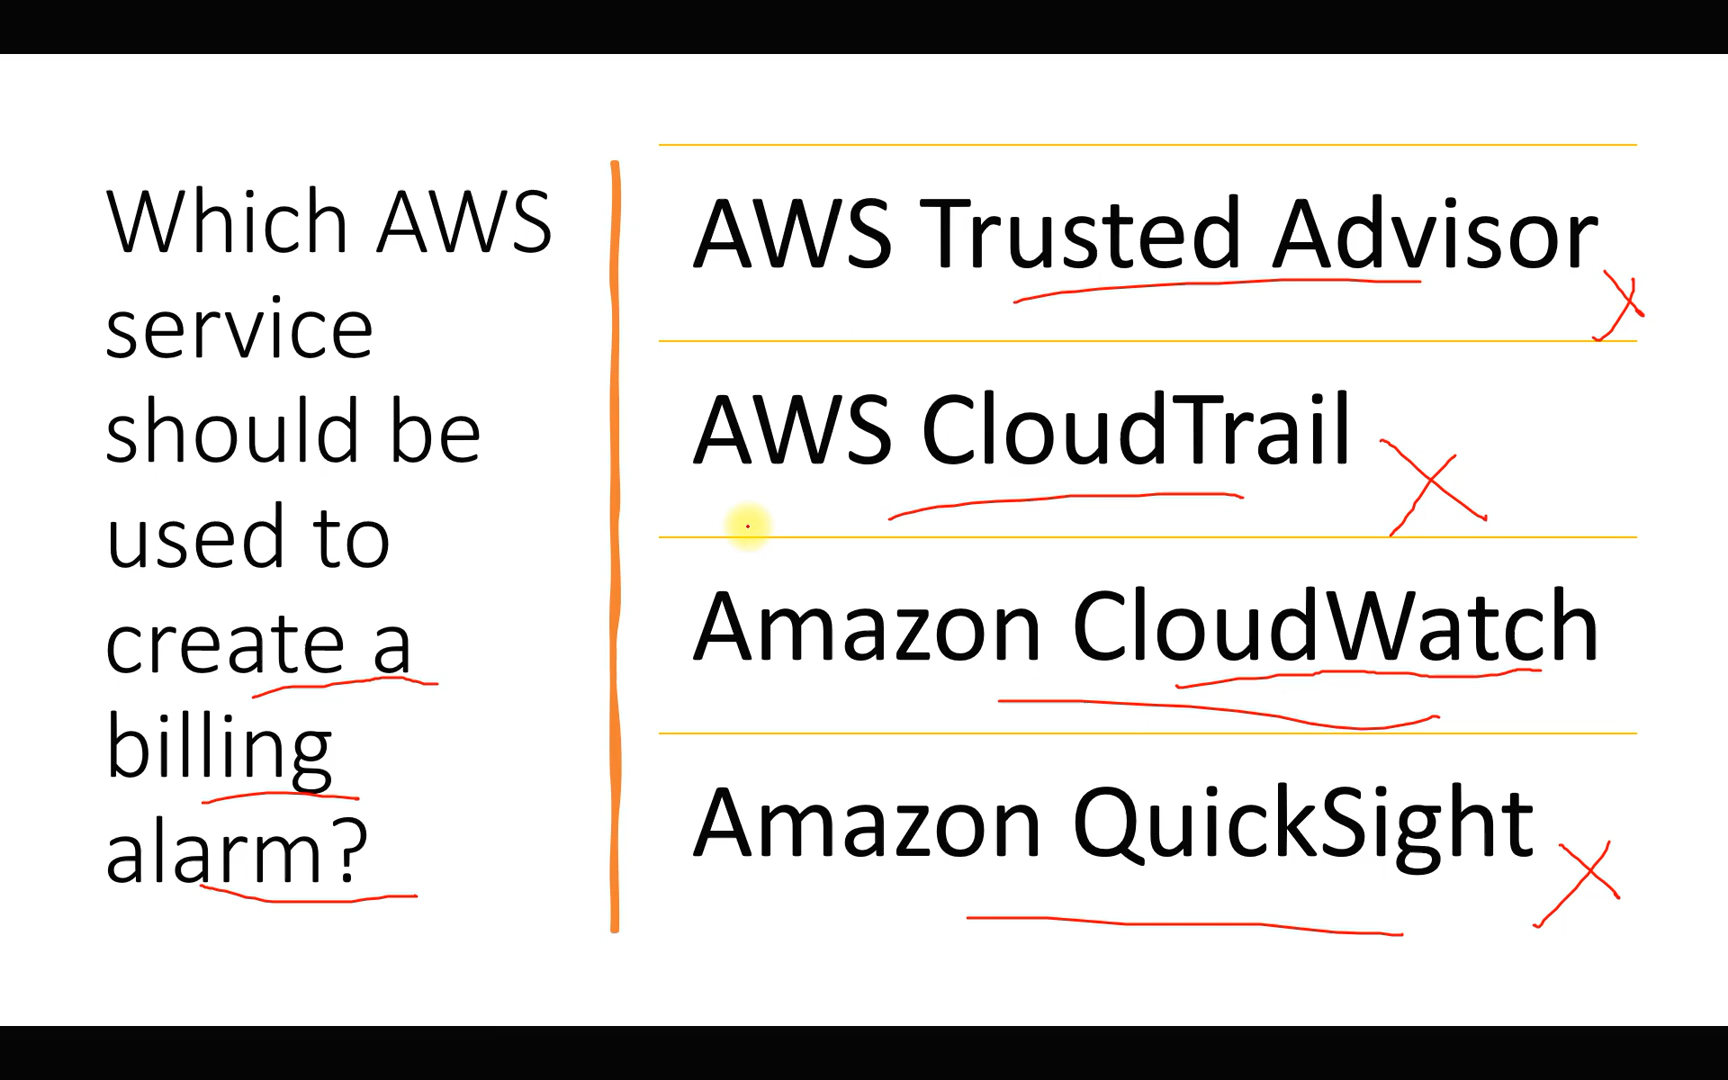 Which AWS
service
should be
used to
create a
billing
alarm?
AWS Trusted Advisor
AWS CloudTrail
Amazon CloudWatch
Amazon QuickSight